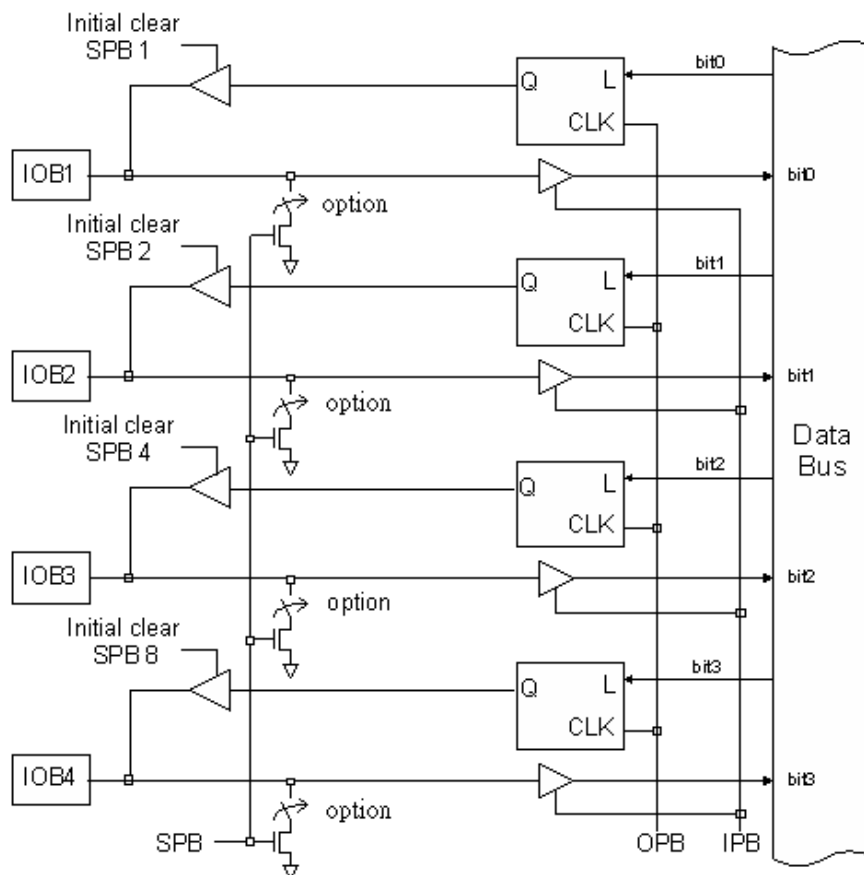 Initial clear
SPB 1
Q L
CLK
bit0
IOB1
bit0
option
Initial clear
SPB 2
Q L
CLK
bit1
IOB2
bit1
option
Data
Bus
Initial clear
SPB 4
Q L
CLK
bit2
IOB3
bit2
option
Initial clear
SPB 8
Q L
CLK
bit3
IOB4
bit3
option
SPB
OPB IPB